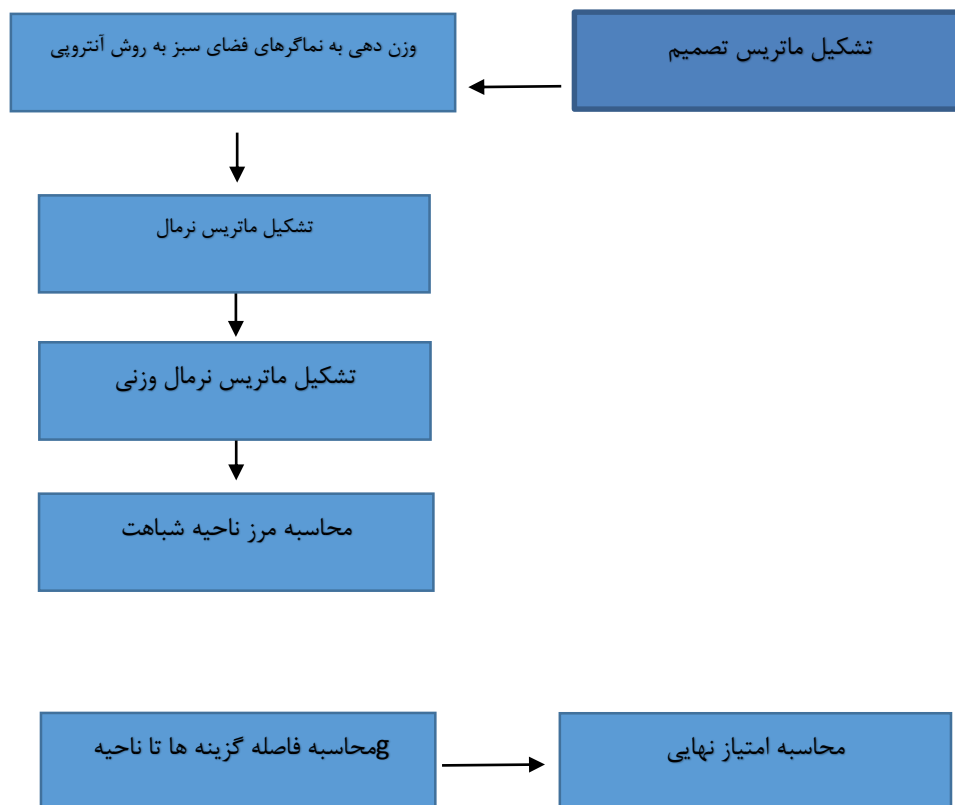 تشکیل ماتریس تصمیم
وزن دهی به نماگرهای فضای سبز به روش آنتروپی
تشکیل ماتریس نرمال
تشکیل ماتریس نرمال وزنی
محاسبه مرز ناحیه شباهت
محاسبه فاصله گزینه ها تا ناحیه g
محاسبه امتیاز نهایی